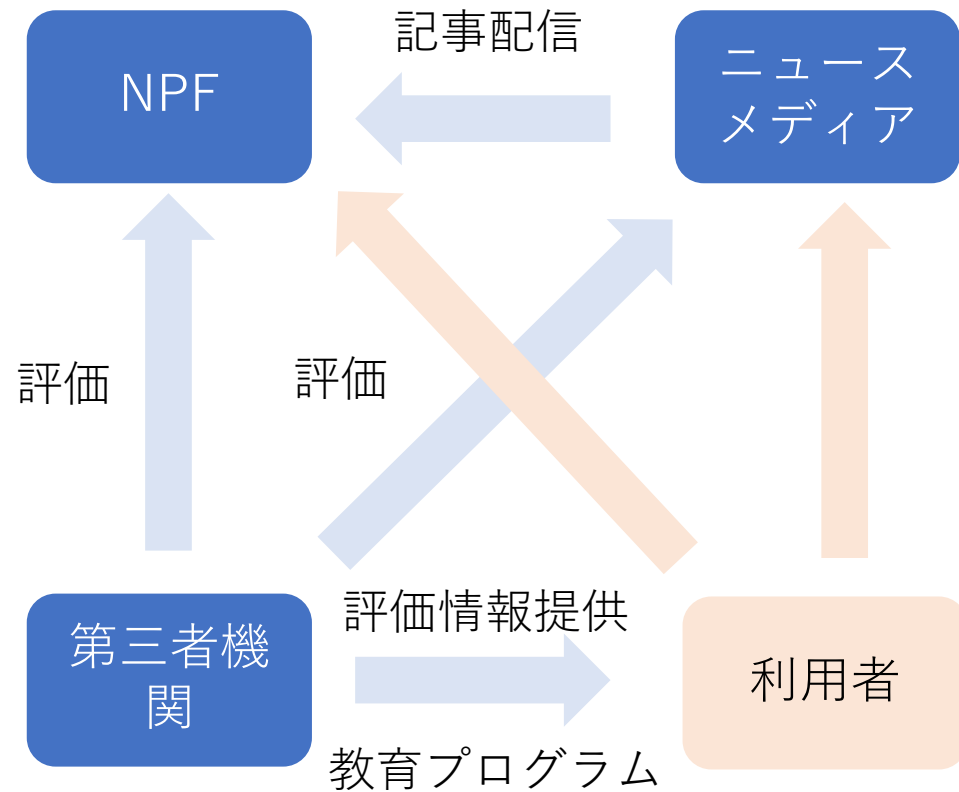 記事配信
NPF
ニュース
メディア
評価
評価
評価情報提供
第三者機
関
利用者
教育プログラム